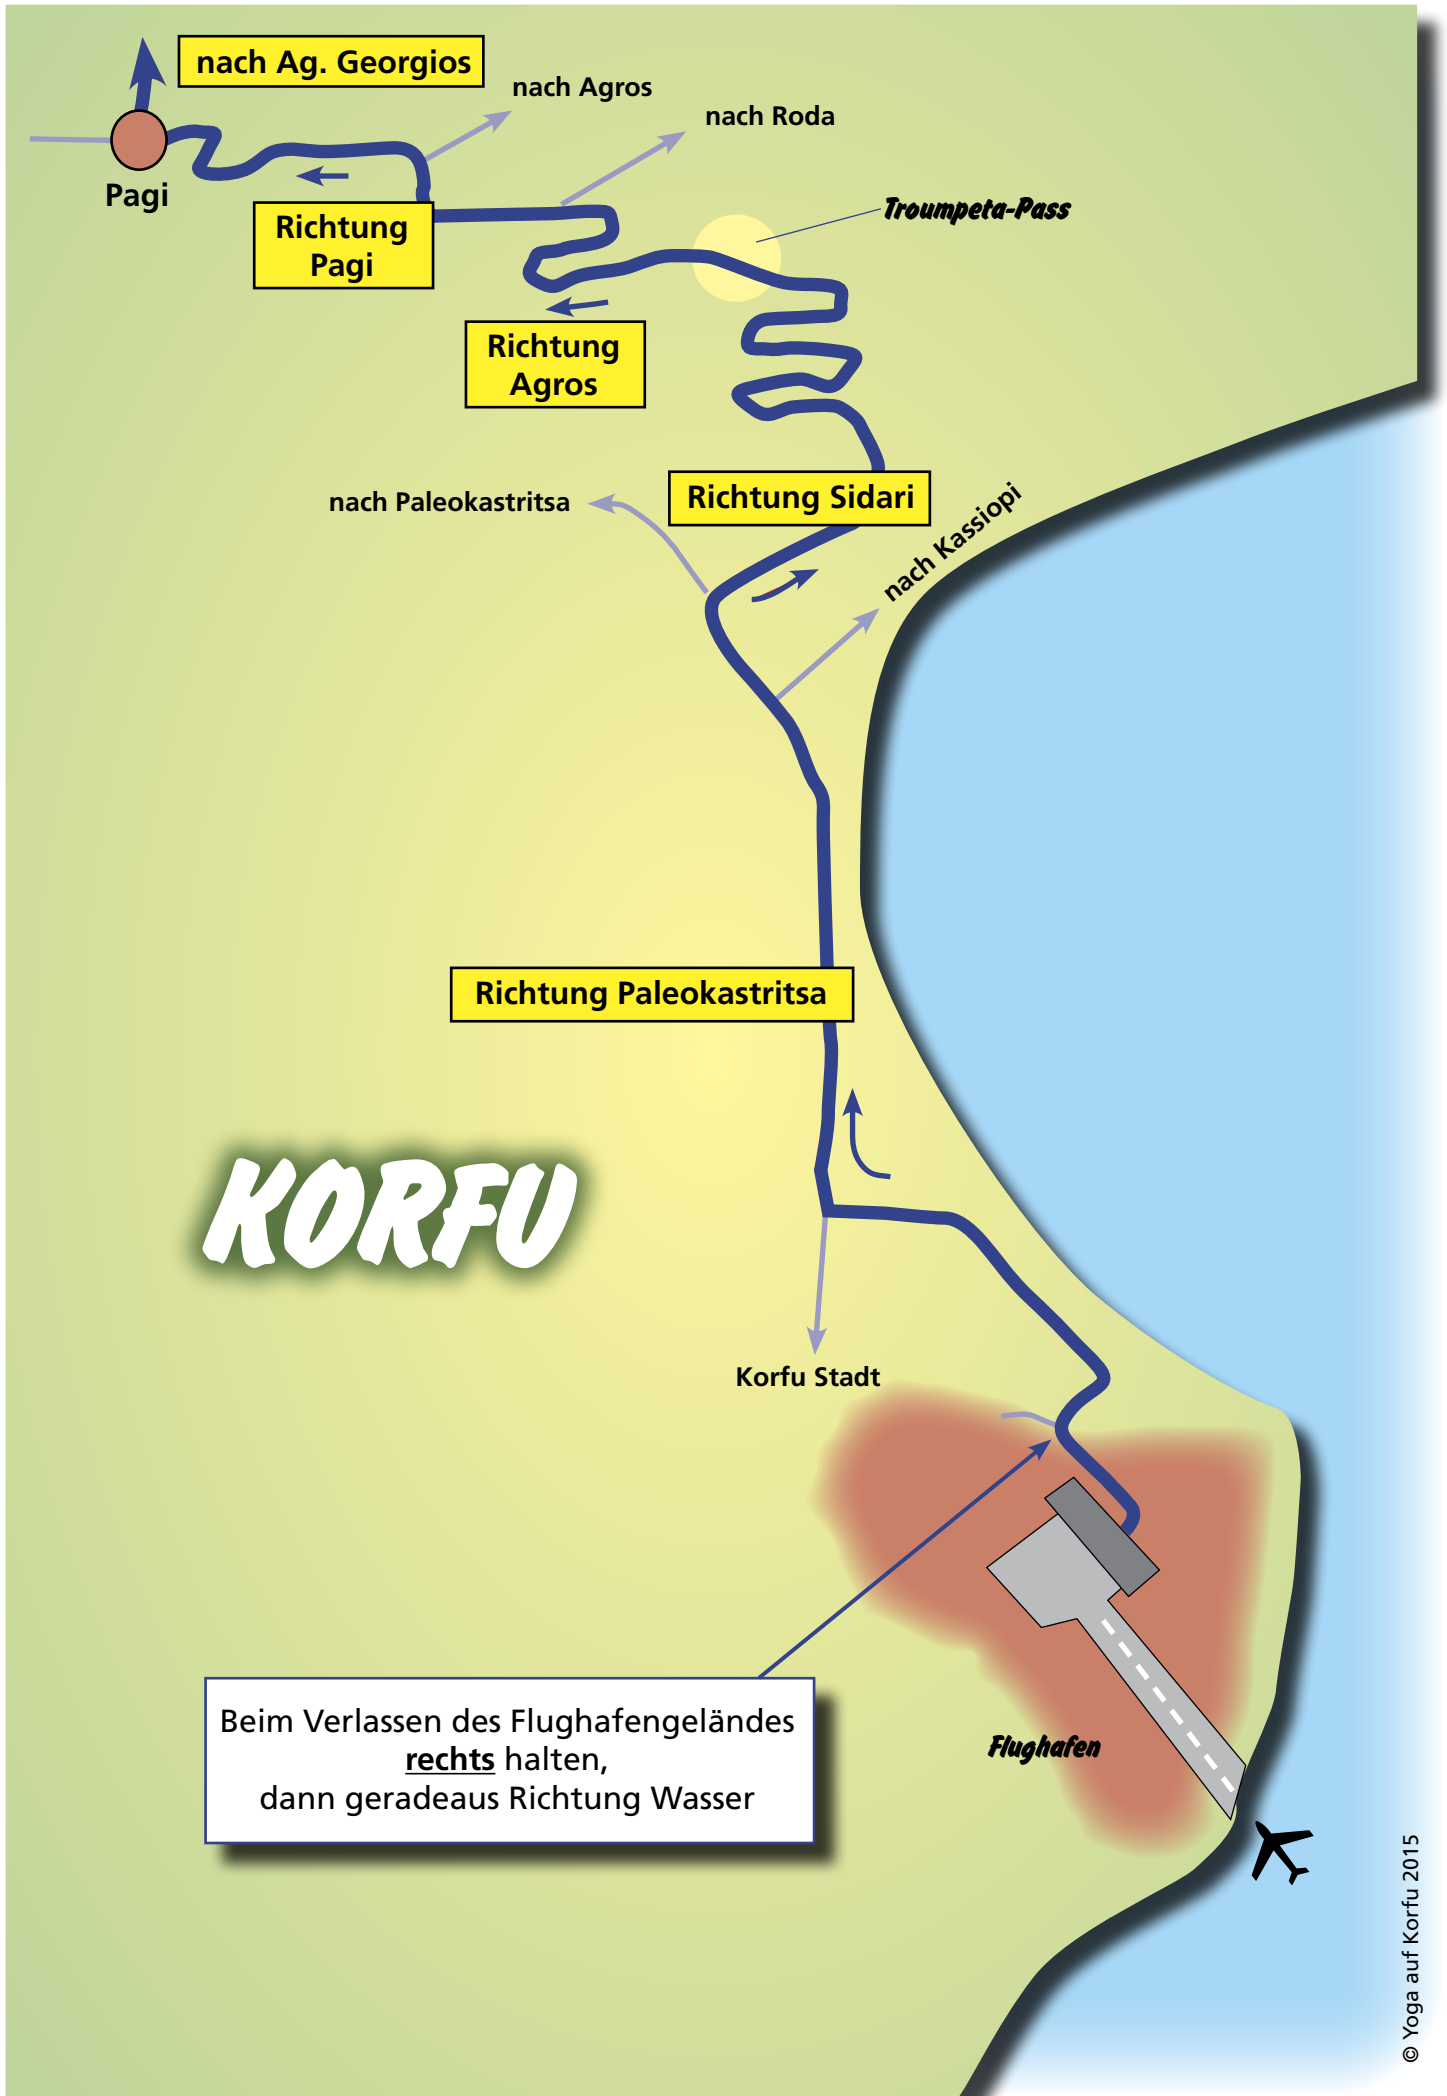 nach Ag. Georgios
nach Agros
nach Roda
Pagi
Troumpeta-Pass
Richtung
Pagi
Richtung
Agros
nach Paleokastritsa
Richtung Sidari
nach Kassiopi
Richtung Paleokastritsa
KORFU
Korfu Stadt
Beim Verlassen des Flughafengeländes
rechts halten,
dann geradeaus Richtung Wasser
Flughafen
© Yoga auf Korfu 2015